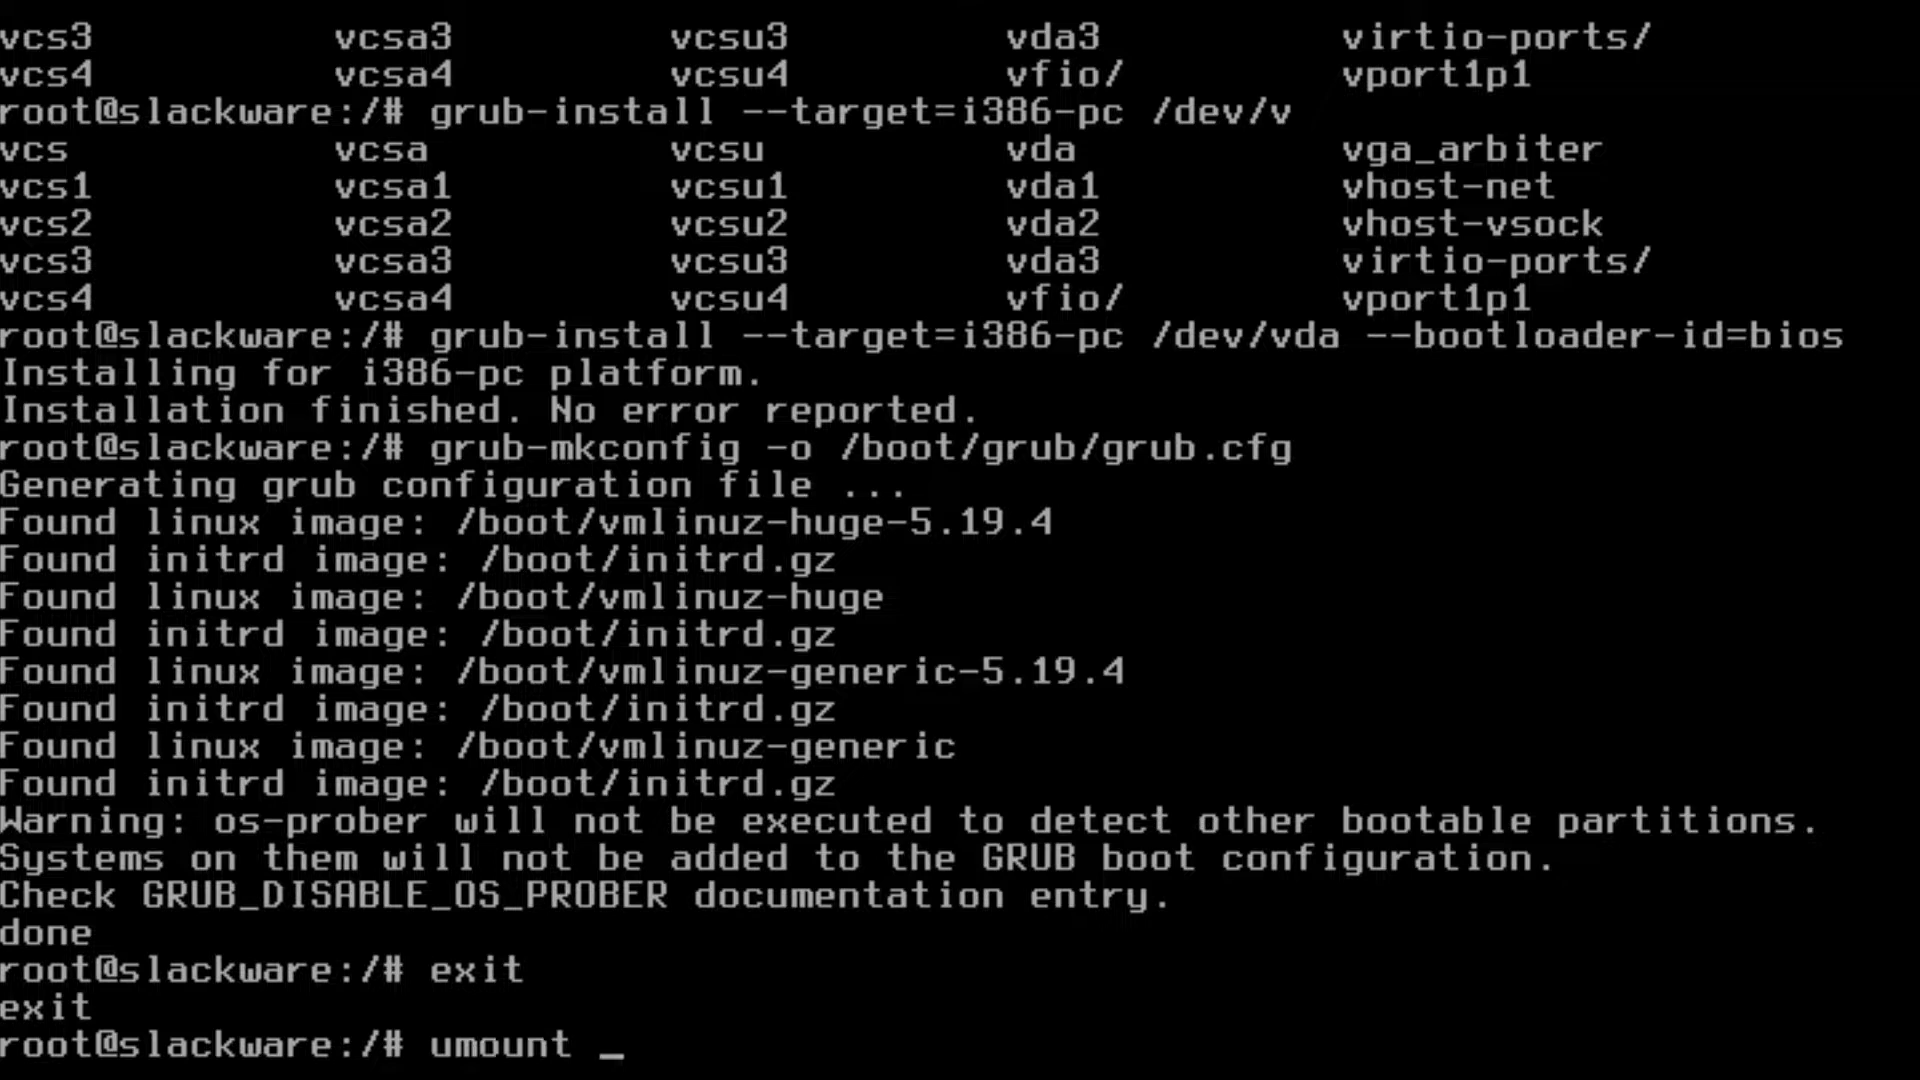 vcs3 vcsa3 vcsu3 vda3 virtio-ports/
vcs4 vcsa4 vcsu4 vfio/ vport1p1
root@slackware:/# grub-install --target=i386-pc /dev/v
vcs vcsa vcsu vda vga_arbiter
vcs1 vcsa1 vcsu1 vda1 vhost-net
vcs2 vcsa2 vcsu2 vda2 vhost-vsock
vcs3 vcsa3 vcsu3 vda3 virtio-ports/
vcs4 vcsa4 vcsu4 vfio/ vport1p1
root@slackware:/# grub-install --target=i386-pc /dev/vda --bootloader-id=bios
Installing for i386-pc platform.
Installation finished. No error reported.
root@slackware:/# grub-mkconfig -o /boot/grub/grub.cfg
Generating grub configuration file ...
Found linux image: /boot/vmlinuz-huge-5.19.4
Found initrd image: /boot/initrd.gz
Found linux image: /boot/vmlinuz-huge
Found initrd image: /boot/initrd.gz
Found linux image: /boot/vmlinuz-generic-5.19.4
Found initrd image: /boot/initrd.gz
Found linux image: /boot/vmlinuz-generic
Found initrd image: /boot/initrd.gz
Warning: os-prober will not be executed to detect other bootable partitions.
Systems on them will not be added to the GRUB boot configuration.
Check GRUB_DISABLE_OS_PROBER documentation entry.
done
root@slackware:/# exit
exit
root@slackware:/# umount _